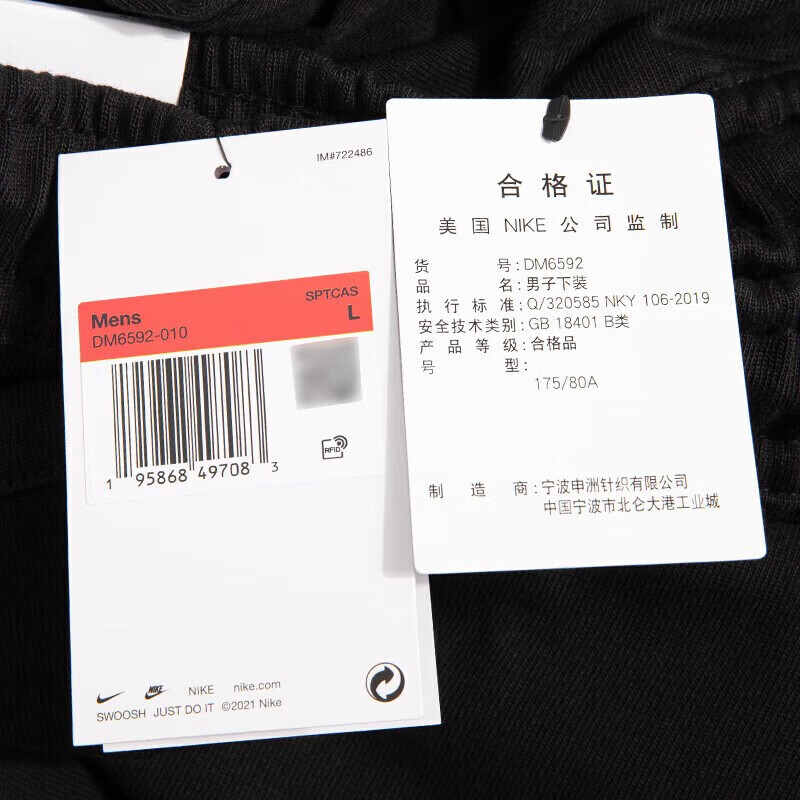 IM#722486
SPTCAS
Mens L
DM6592-010
RFID
1 95868 49708 3
NIKE NIKE nike.com
SWOOSH JUST DO IT ©2021 Nike
合格证
美国NIKE公司监制
货号:DM6592
品名:男子下装
执行标准:Q/320585 NKY 106-2019
安全技术类别:GB 18401 B类
产品等级:合格品
号型:
175/80A
制造商:宁波申洲针织有限公司
中国宁波市北仑大港工业城